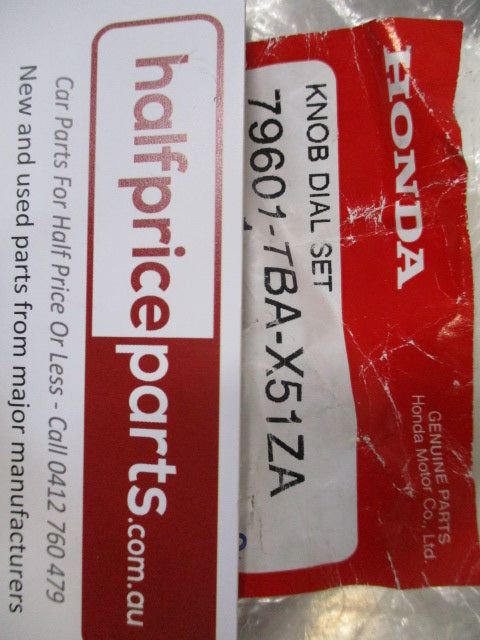 HONDA
GENUINE PARTS
Honda Motor Co., Ltd.
KNOB DIAL SET
79601-TBA-X51ZA
halfpriceparts.com.au
Car Parts For Half Price Or Less - Call 0412 760 479
New and used parts from major manufacturers